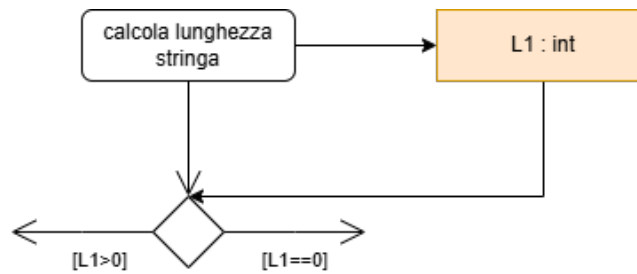 calcola lunghezza
stringa
L1 : int
[L1>0]
[L1==0]